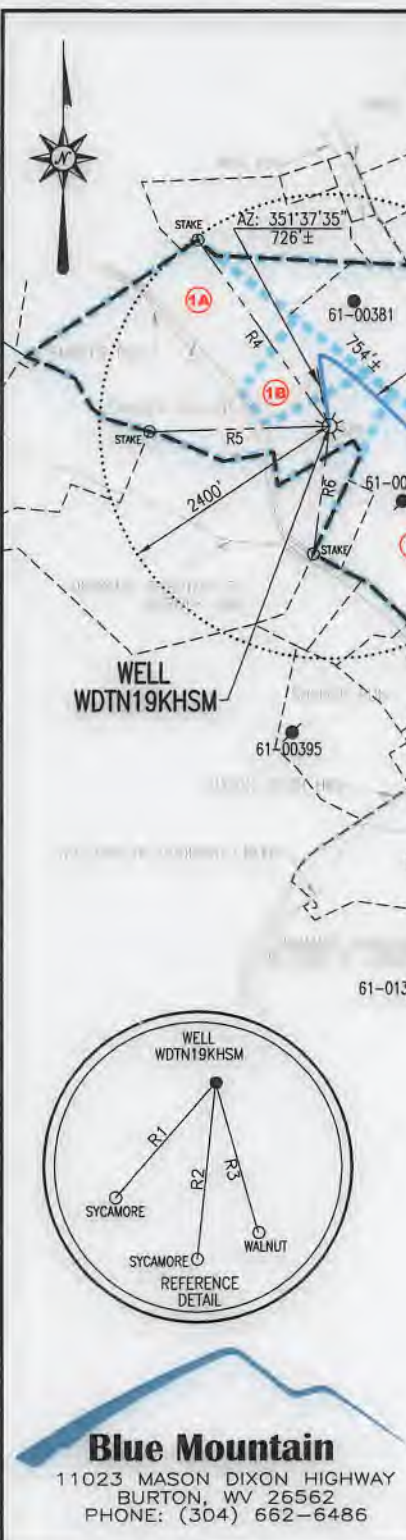 N
STAKE
AZ: 351°37'35"
726'±
1A
61-00381
R4
754'±
1B
STAKE
R5
2400'
R6
61-00
STAKE
WELL
WDTN19KHSM
61-00395
61-013
WELL
WDTN19KHSM
R1
R2
R3
SYCAMORE
WALNUT
SYCAMORE
REFERENCE
DETAIL
Blue Mountain
11023 MASON DIXON HIGHWAY
BURTON, WV 26562
PHONE: (304) 662-6486